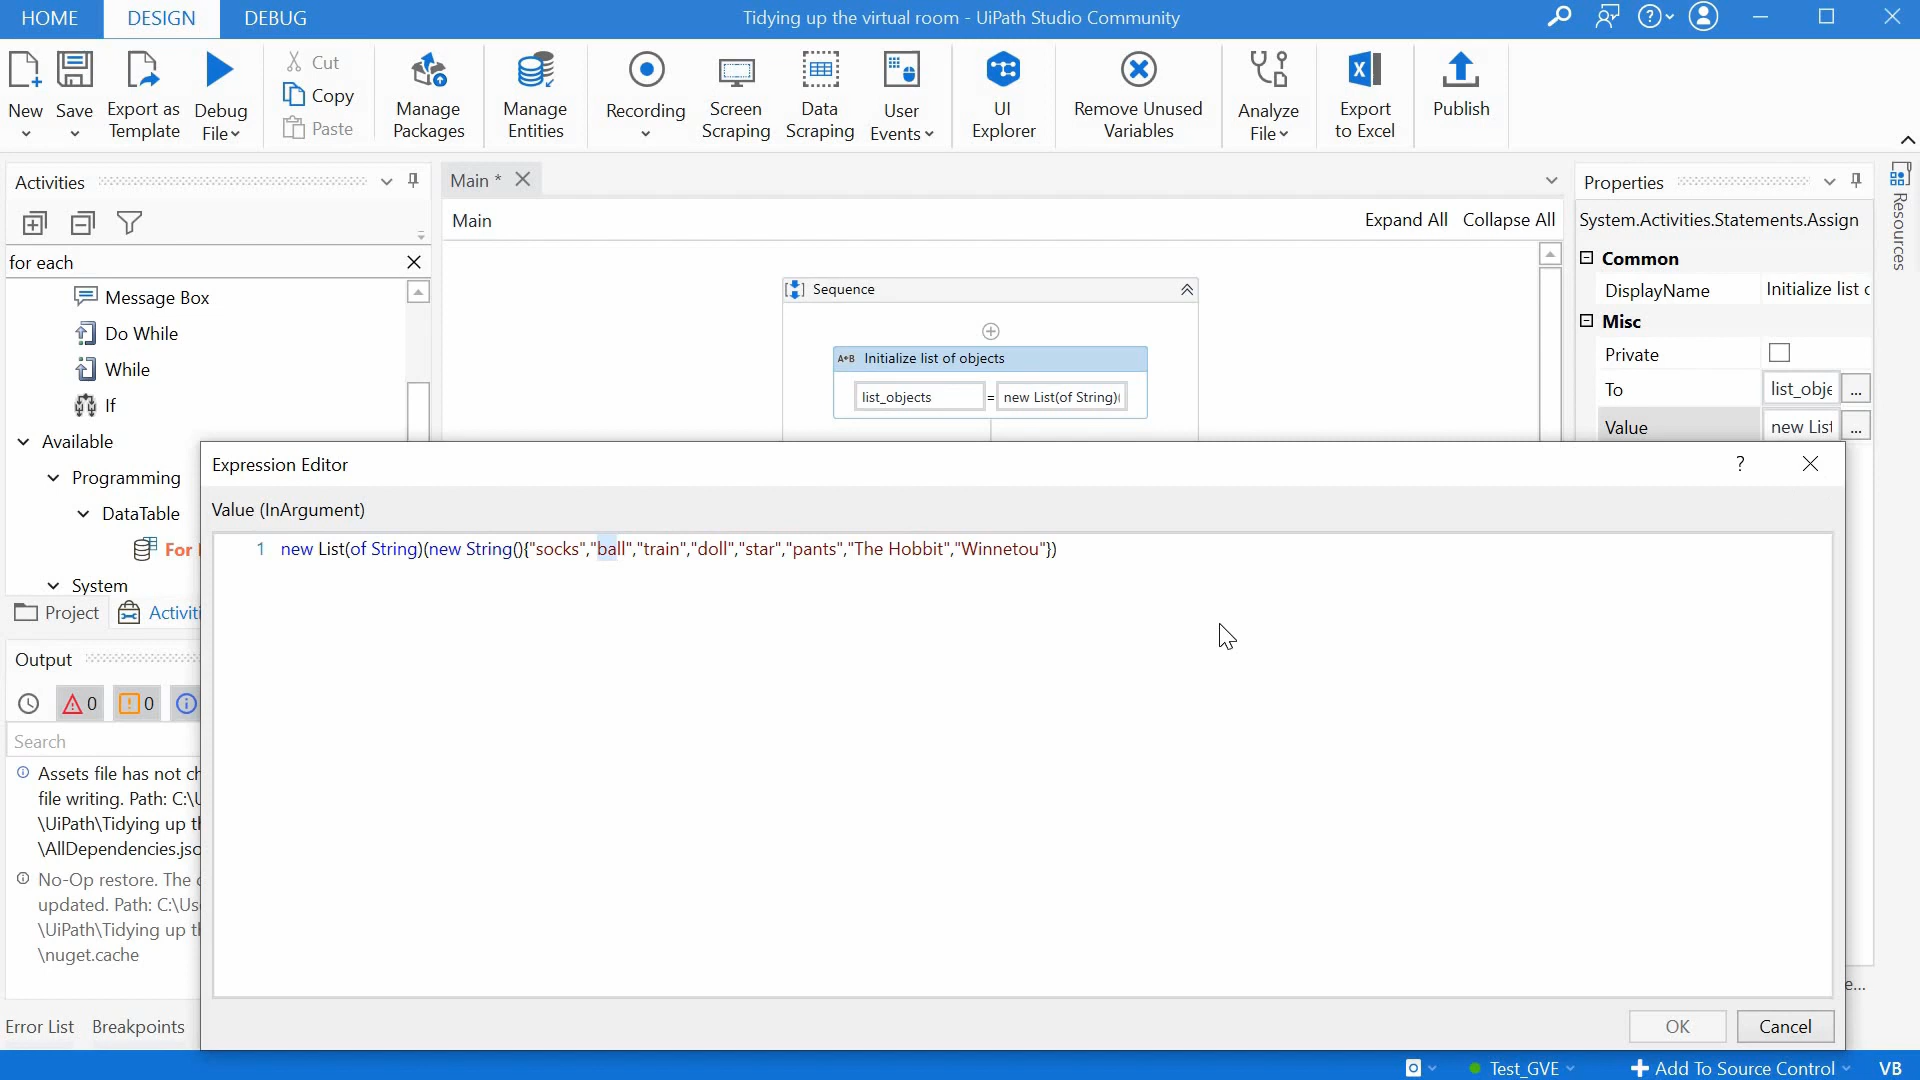 HOME DESIGN DEBUG
Tidying up the virtual room - UiPath Studio Community
New
Save
Export as
Template
Debug
File
Cut
Copy
Paste
Manage
Packages
Manage
Entities
Recording
Screen
Scraping
Data
Scraping
User
Events
UI
Explorer
Remove Unused
Variables
Analyze
File
Export
to Excel
Publish
Activities
for each
Message Box
Do While
While
If
Available
Programming
DataTable
For
System
Project
Activiti
Output
0
0
Search
Assets file has not ch
file writing. Path: C:\U
\UiPath\Tidying up th
\AllDependencies.jsc
No-Op restore. The
updated. Path: C:\Us
\UiPath\Tidying up th
\nuget.cache
Error List Breakpoints
Main *
Main
Expand All Collapse All
Sequence
A+B Initialize list of objects
list_objects = new List(of String)(
Properties
System.Activities.Statements.Assign
Common
DisplayName Initialize list c
Misc
Private
To list_obje ...
Value new List ...
Resources
Expression Editor
?
Value (InArgument)
1 new List(of String)(new String(){"socks","ball","train","doll","star","pants","The Hobbit","Winnetou"})
e...
OK Cancel
Test_GVE
Add To Source Control
VB